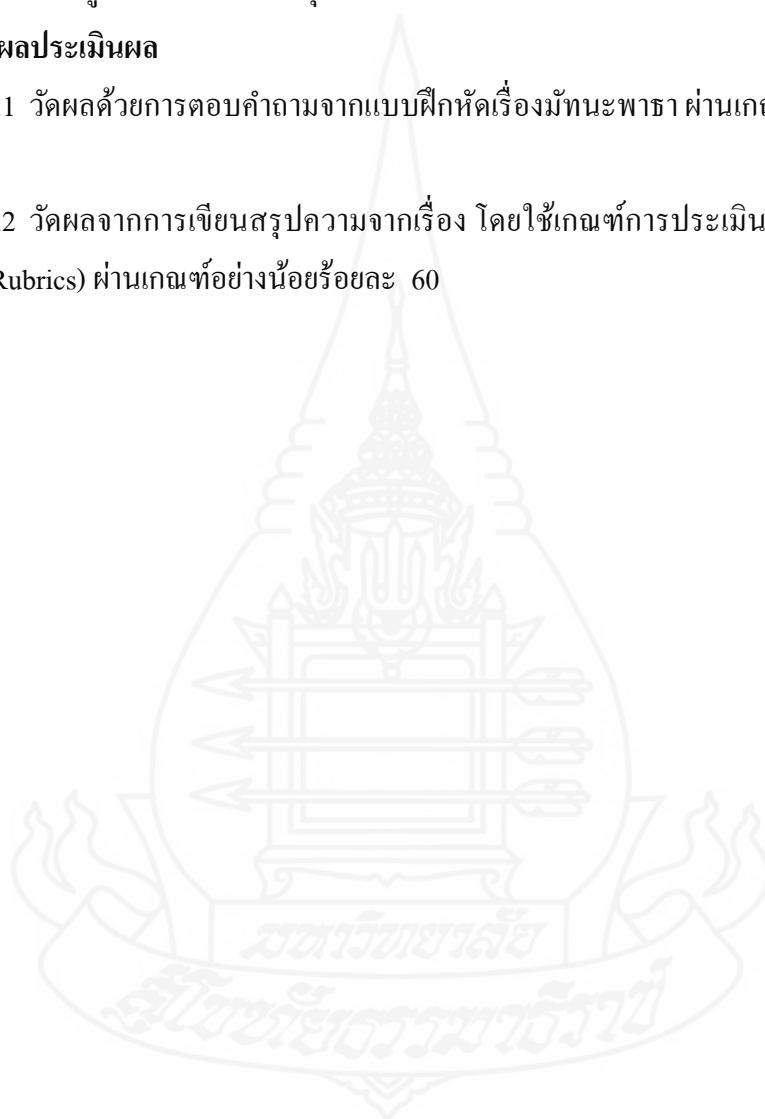 ผลประเมินผล
.1 วัดผลด้วยการตอบคำถามจากแบบฝึกหัดเรื่องมัทนะพาธา ผ่านเกณ
.2 วัดผลจากการเขียนสรุปความจากเรื่อง โดยใช้เกณฑ์การประเมิน
Rubrics) ผ่านเกณฑ์อย่างน้อยร้อยละ 60
มหาวิทยาลัย
สุโขทัยธรรมาธิราช